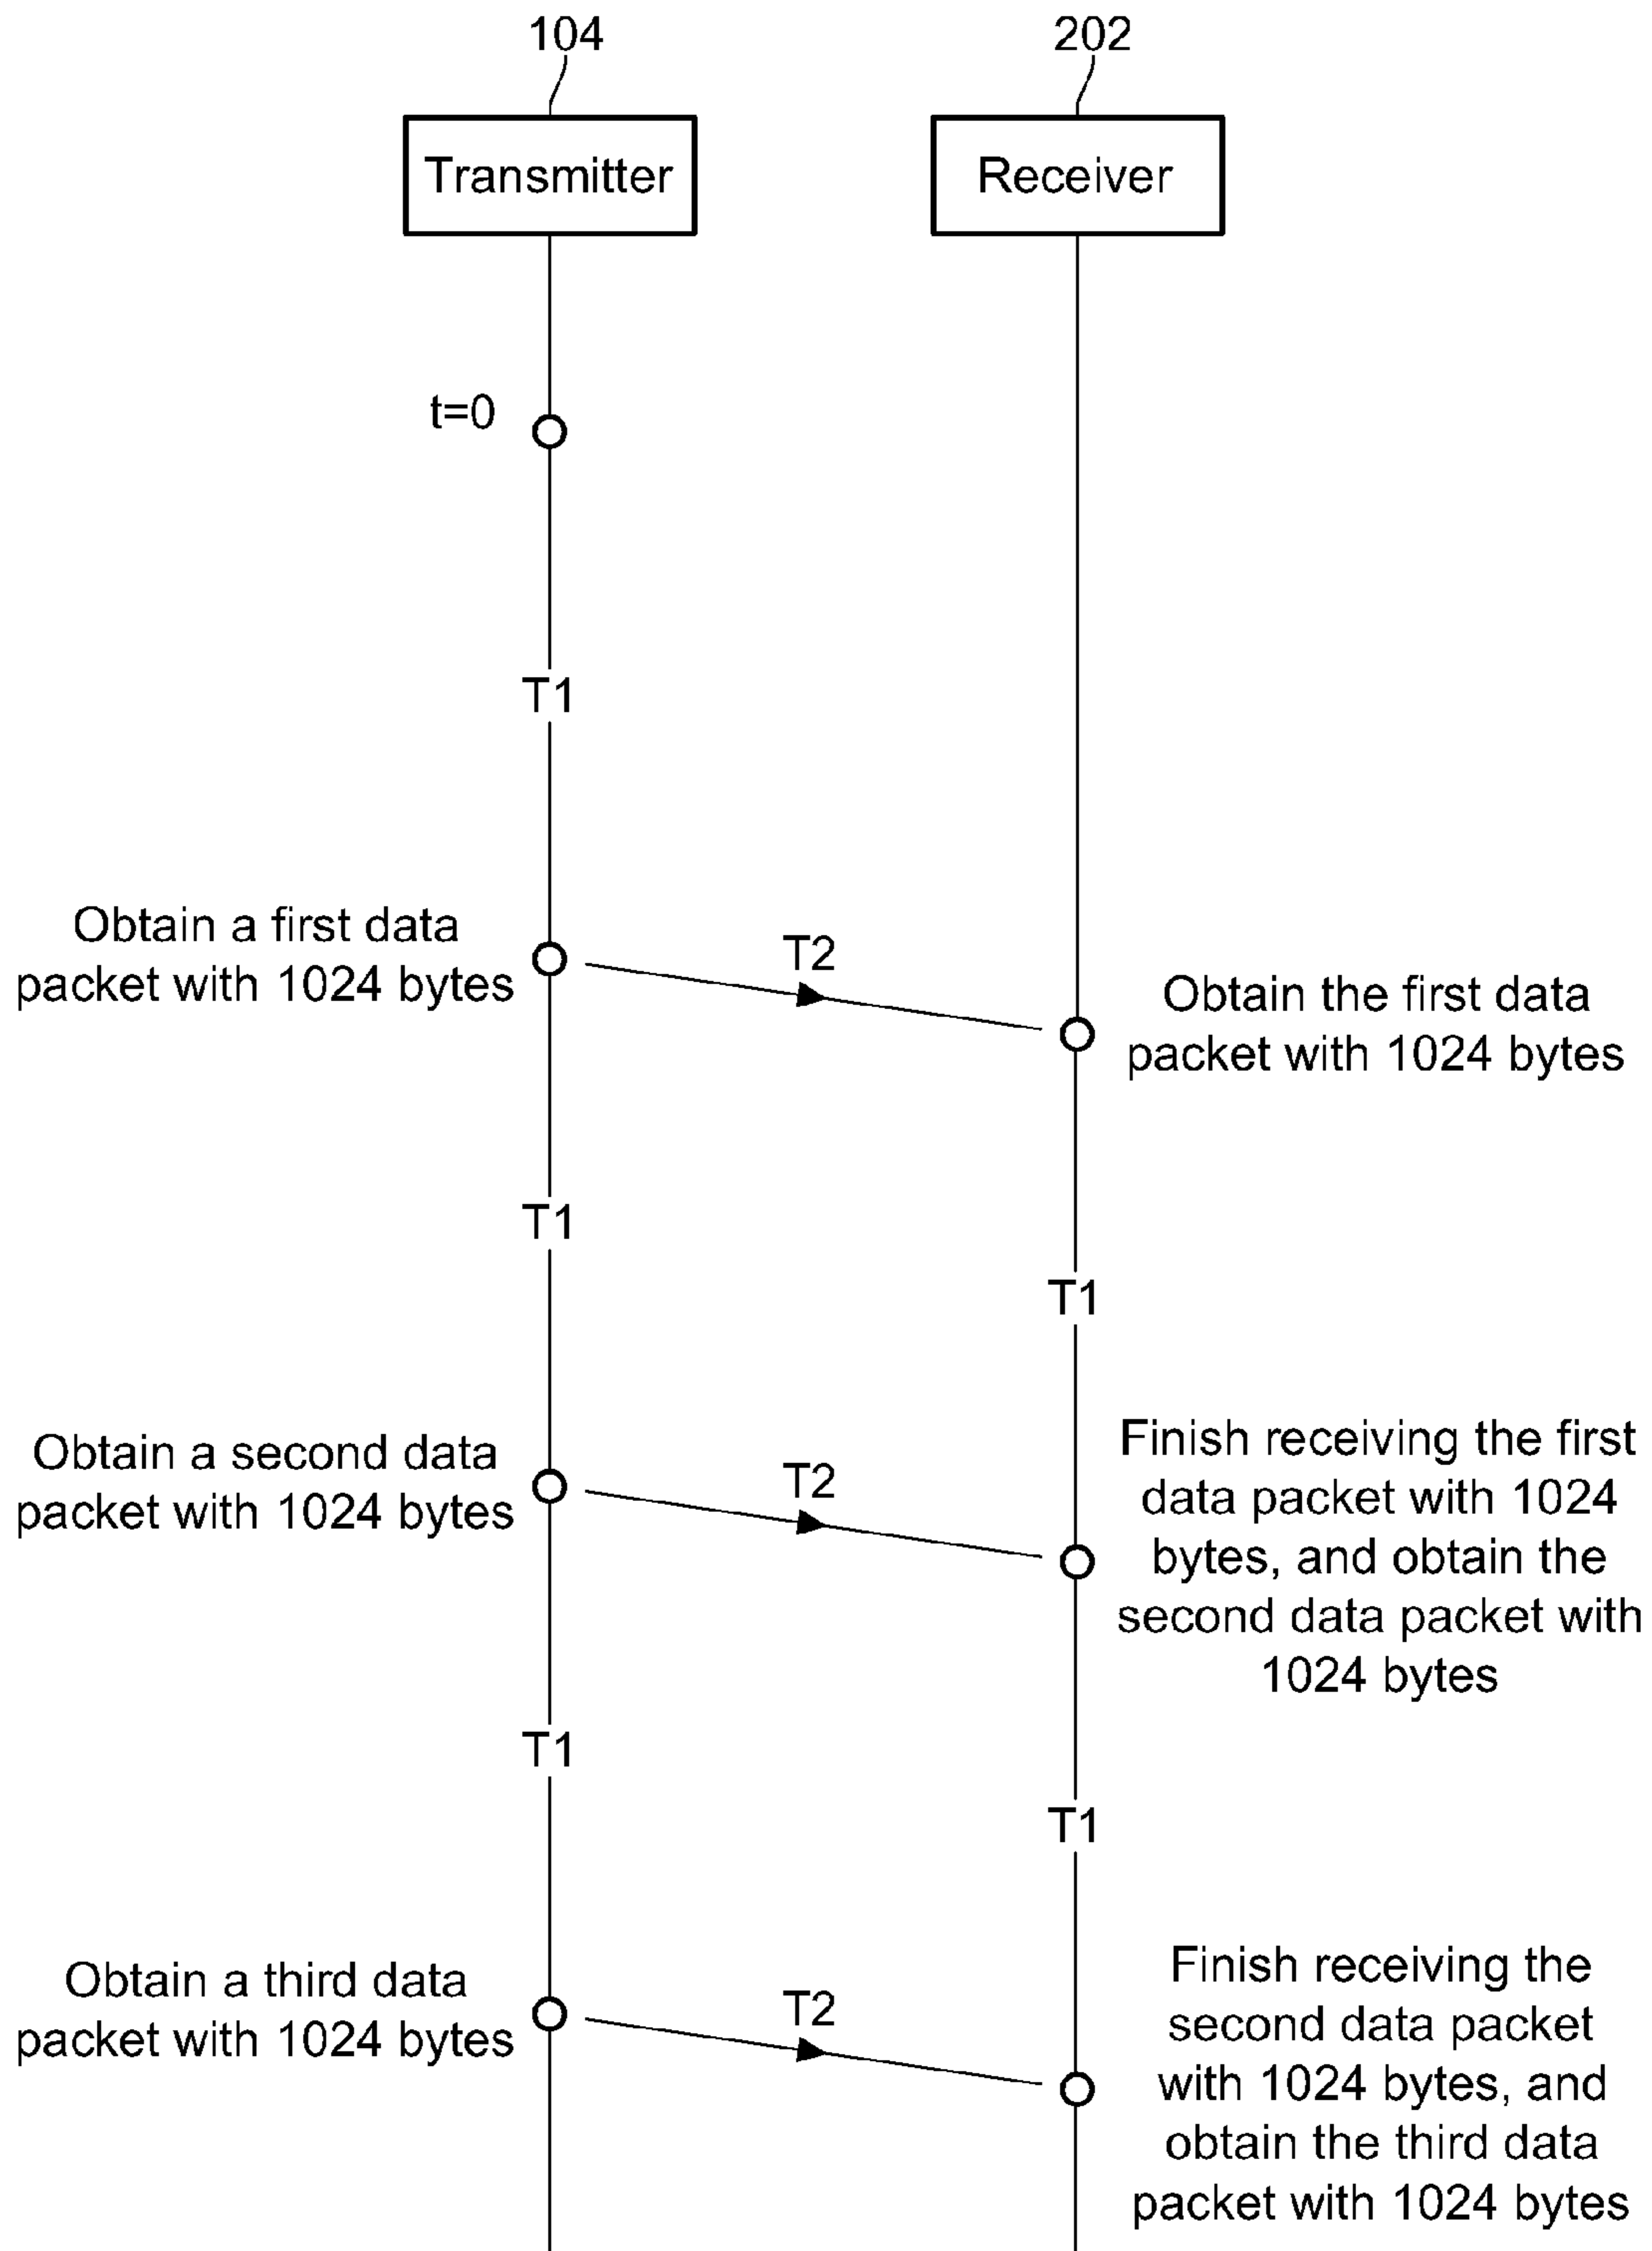 104
202
Transmitter
Receiver
t=0
T1
Obtain a first data
packet with 1024 bytes
T2
Obtain the first data
packet with 1024 bytes
T1
T1
Obtain a second data
packet with 1024 bytes
T2
Finish receiving the first
data packet with 1024
bytes, and obtain the
second data packet with
1024 bytes
T1
T1
Obtain a third data
packet with 1024 bytes
T2
Finish receiving the
second data packet
with 1024 bytes, and
obtain the third data
packet with 1024 bytes